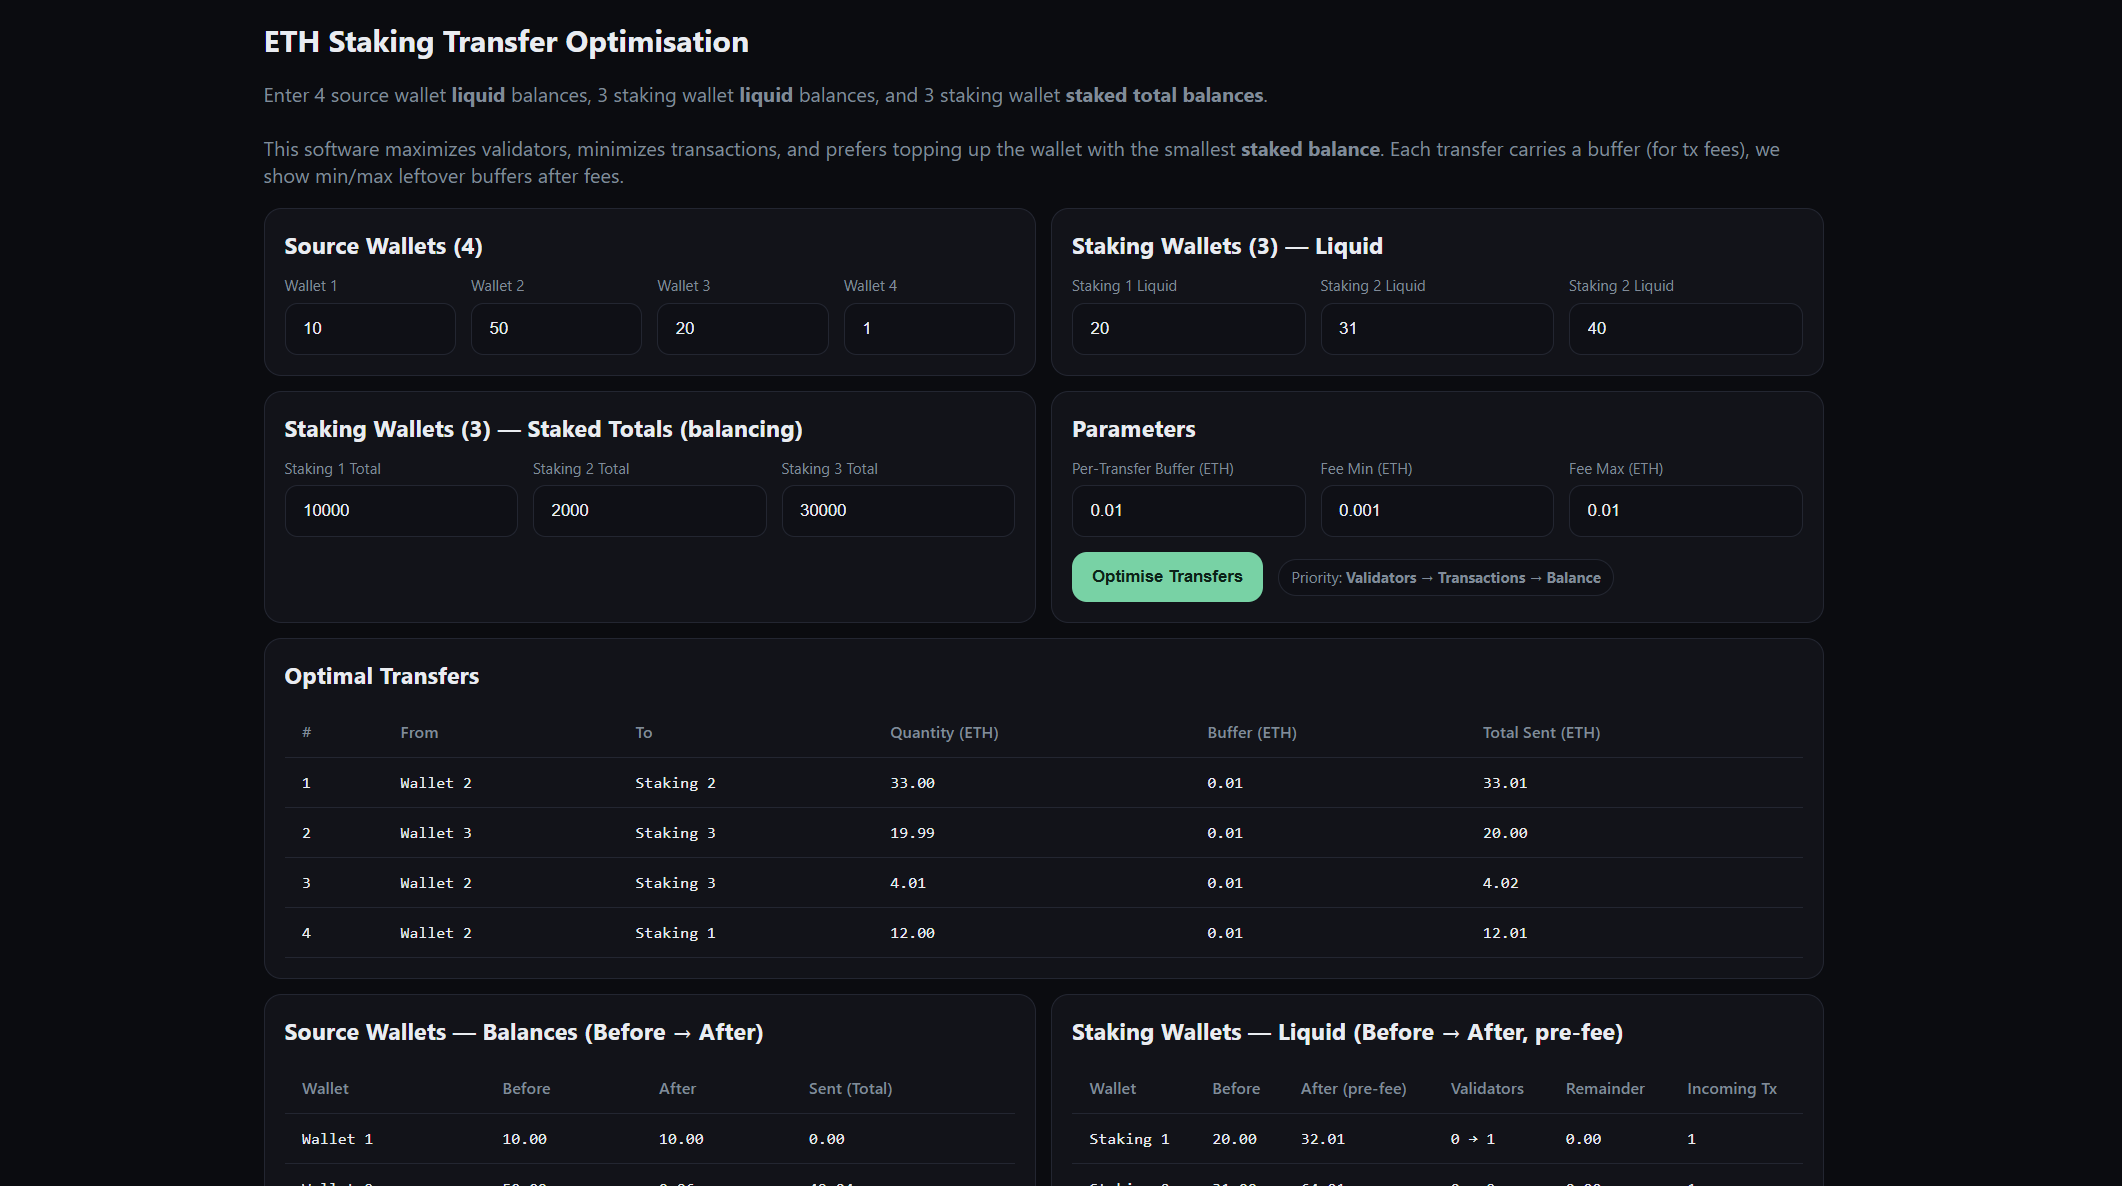 ETH Staking Transfer Optimisation
Enter 4 source wallet liquid balances, 3 staking wallet liquid balances, and 3 staking wallet staked total balances.
This software maximizes validators, minimizes transactions, and prefers topping up the wallet with the smallest staked balance. Each transfer carries a buffer (for tx fees), we
show min/max leftover buffers after fees.
Source Wallets (4)
Wallet 1 Wallet 2 Wallet 3 Wallet 4
10 50 20 1
Staking Wallets (3) — Liquid
Staking 1 Liquid Staking 2 Liquid Staking 2 Liquid
20 31 40
Staking Wallets (3) — Staked Totals (balancing)
Staking 1 Total Staking 2 Total Staking 3 Total
10000 2000 30000
Parameters
Per-Transfer Buffer (ETH) Fee Min (ETH) Fee Max (ETH)
0.01 0.001 0.01
Optimise Transfers Priority: Validators → Transactions → Balance
Optimal Transfers
# From To Quantity (ETH) Buffer (ETH) Total Sent (ETH)
1 Wallet 2 Staking 2 33.00 0.01 33.01
2 Wallet 3 Staking 3 19.99 0.01 20.00
3 Wallet 2 Staking 3 4.01 0.01 4.02
4 Wallet 2 Staking 1 12.00 0.01 12.01
Source Wallets — Balances (Before → After)
Wallet Before After Sent (Total)
Wallet 1 10.00 10.00 0.00
Staking Wallets — Liquid (Before → After, pre-fee)
Wallet Before After (pre-fee) Validators Remainder Incoming Tx
Staking 1 20.00 32.01 0 → 1 0.00 1